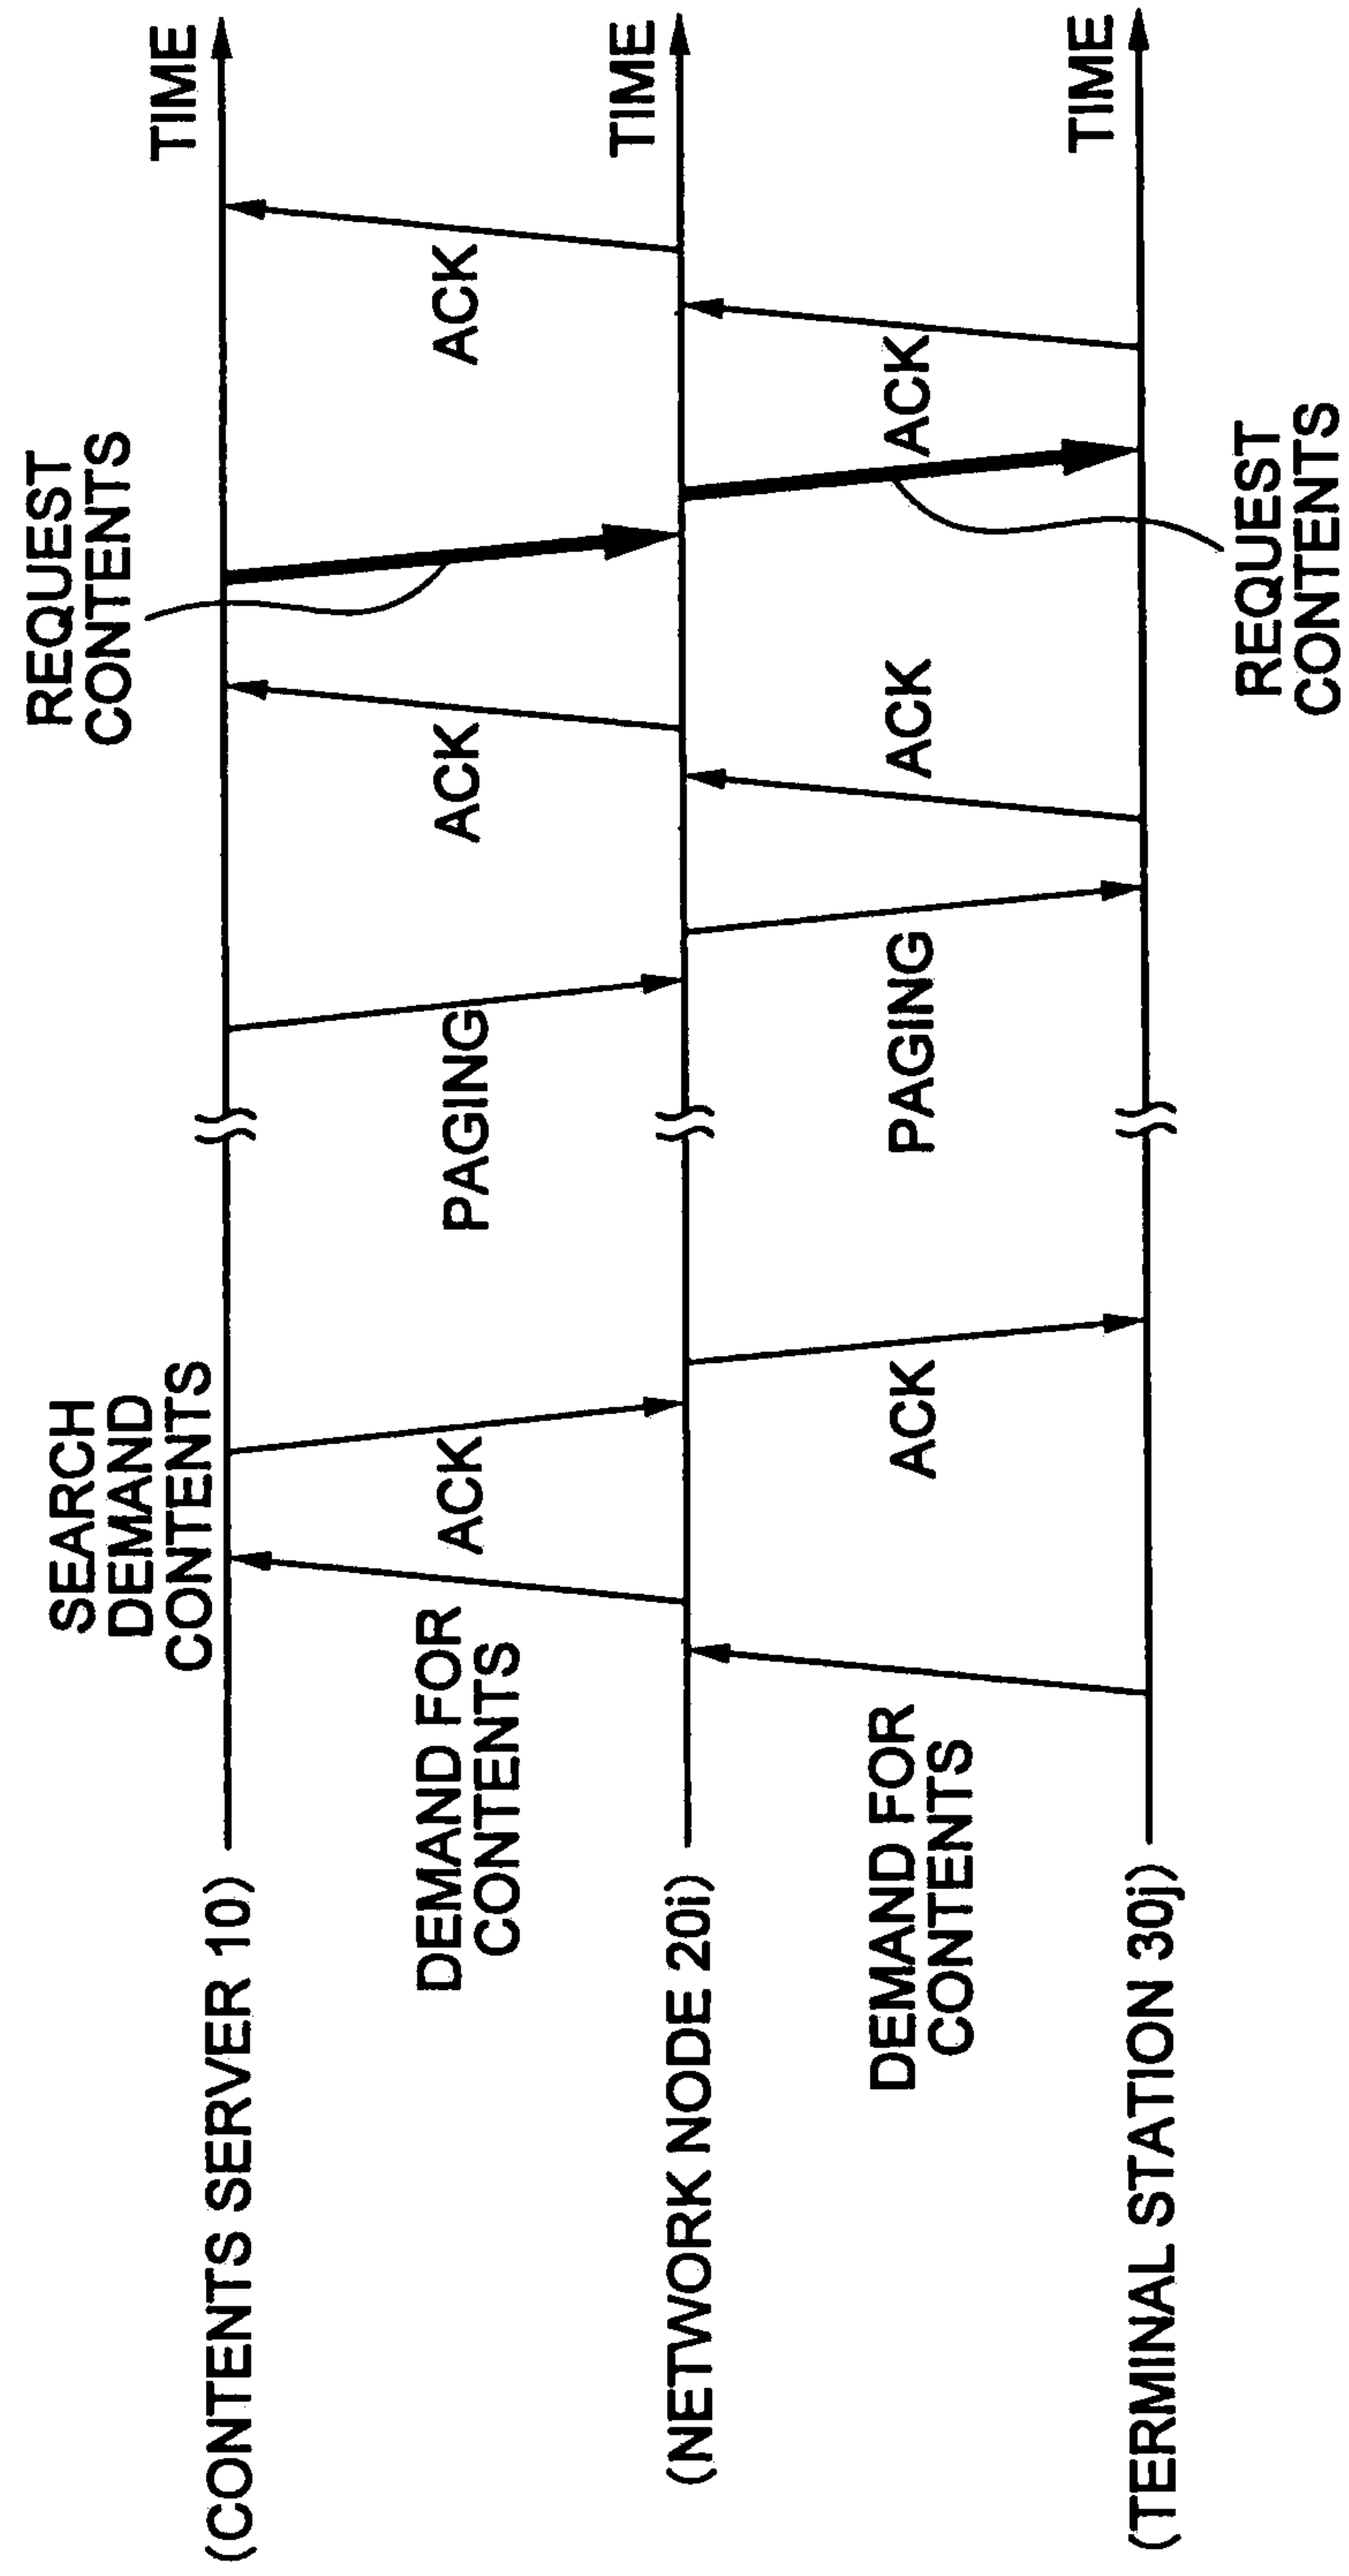 SEARCH
DEMAND
CONTENTS
REQUEST
CONTENTS
(CONTENTS SERVER 10)
TIME
DEMAND FOR
CONTENTS
ACK
PAGING
ACK
ACK
(NETWORK NODE 20i)
TIME
DEMAND FOR
CONTENTS
ACK
PAGING
ACK
ACK
(TERMINAL STATION 30j)
TIME
REQUEST
CONTENTS